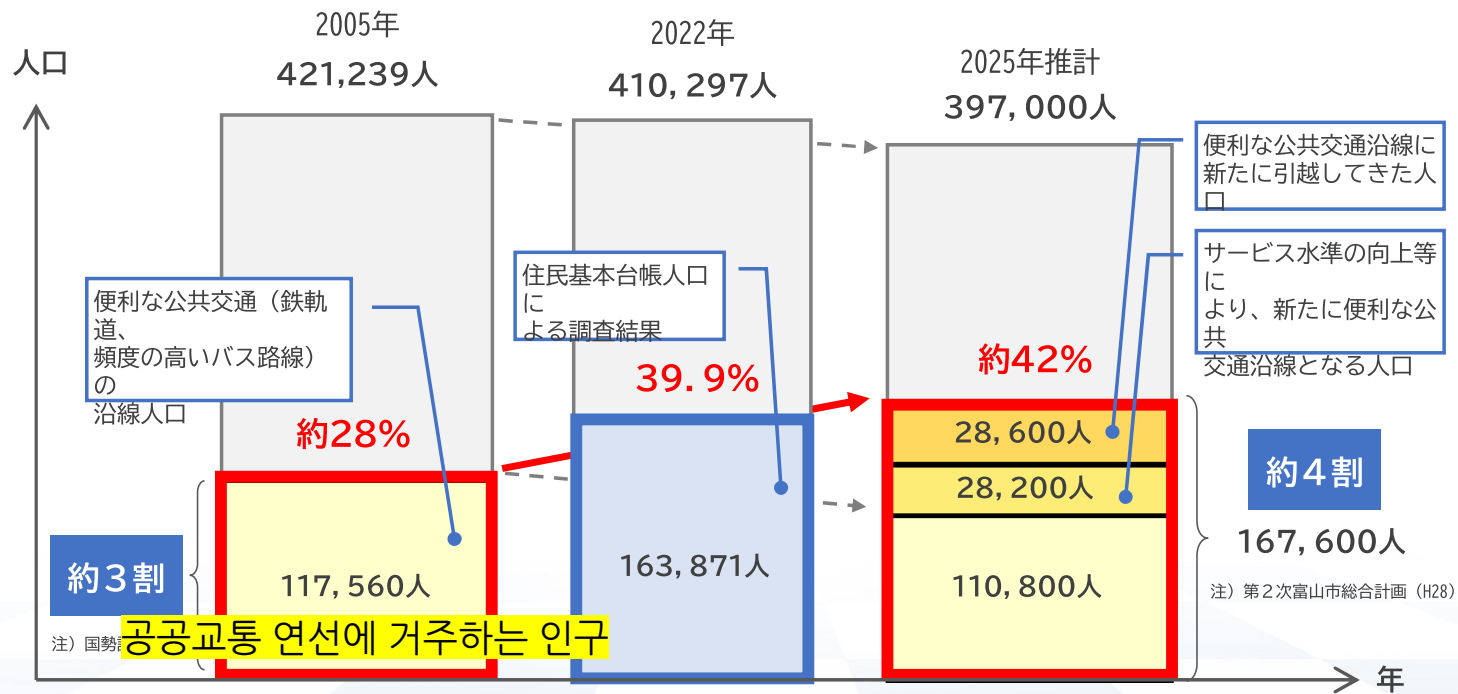 人口
2005年
421,239人
2022年
410,297人
2025年推計
397,000人
便利な公共交通（鉄軌
道、
頻度の高いバス路線）
の
沿線人口
住民基本台帳人口
に
よる調査結果
便利な公共交通沿線に
新たに引越してきた人
口
サービス水準の向上等
に
より、新たに便利な公
共
交通沿線となる人口
約28%
39.9%
約42%
28,600人
28,200人
117,560人
163,871人
110,800人
約３割
約４割
167,600人
注）第２次富山市総合計画（H28）
注）国勢
공공교통 연선에 거주하는 인구
年